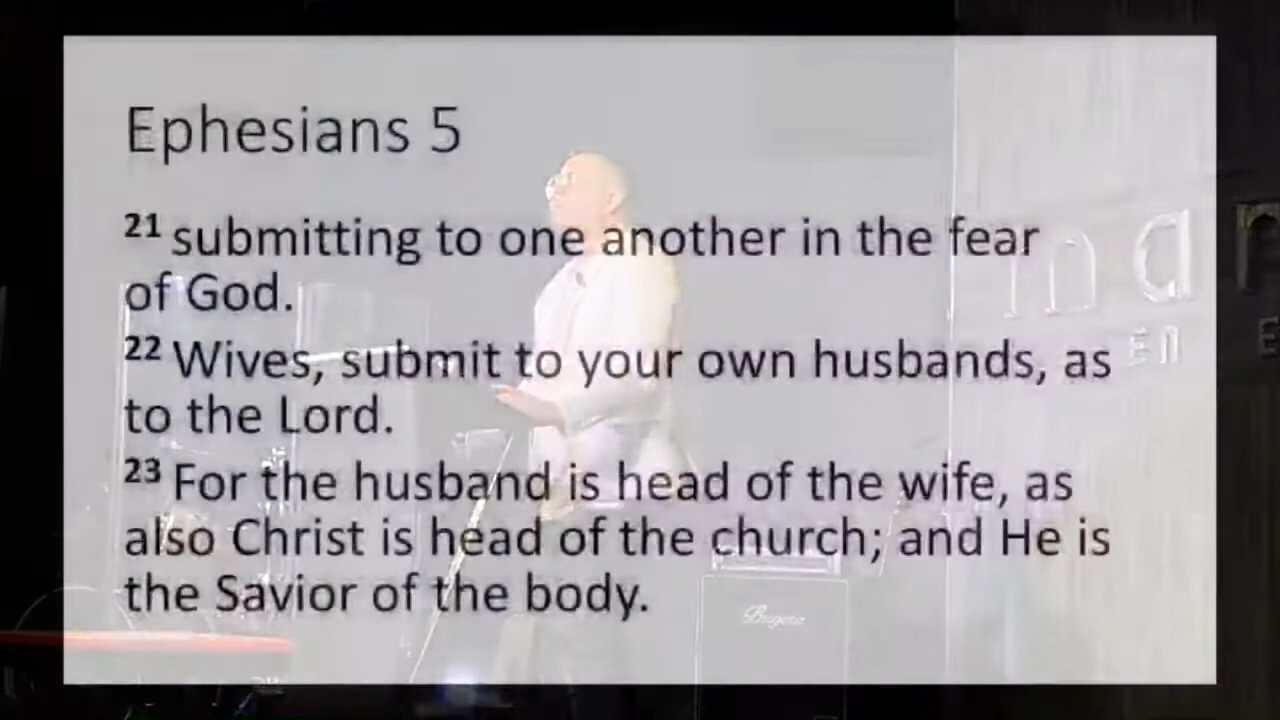 Ephesians 5
21 submitting to one another in the fear
of God.
22 Wives, submit to your own husbands, as
to the Lord.
23 For the husband is head of the wife, as
also Christ is head of the church; and He is
the Savior of the body.
Bugera